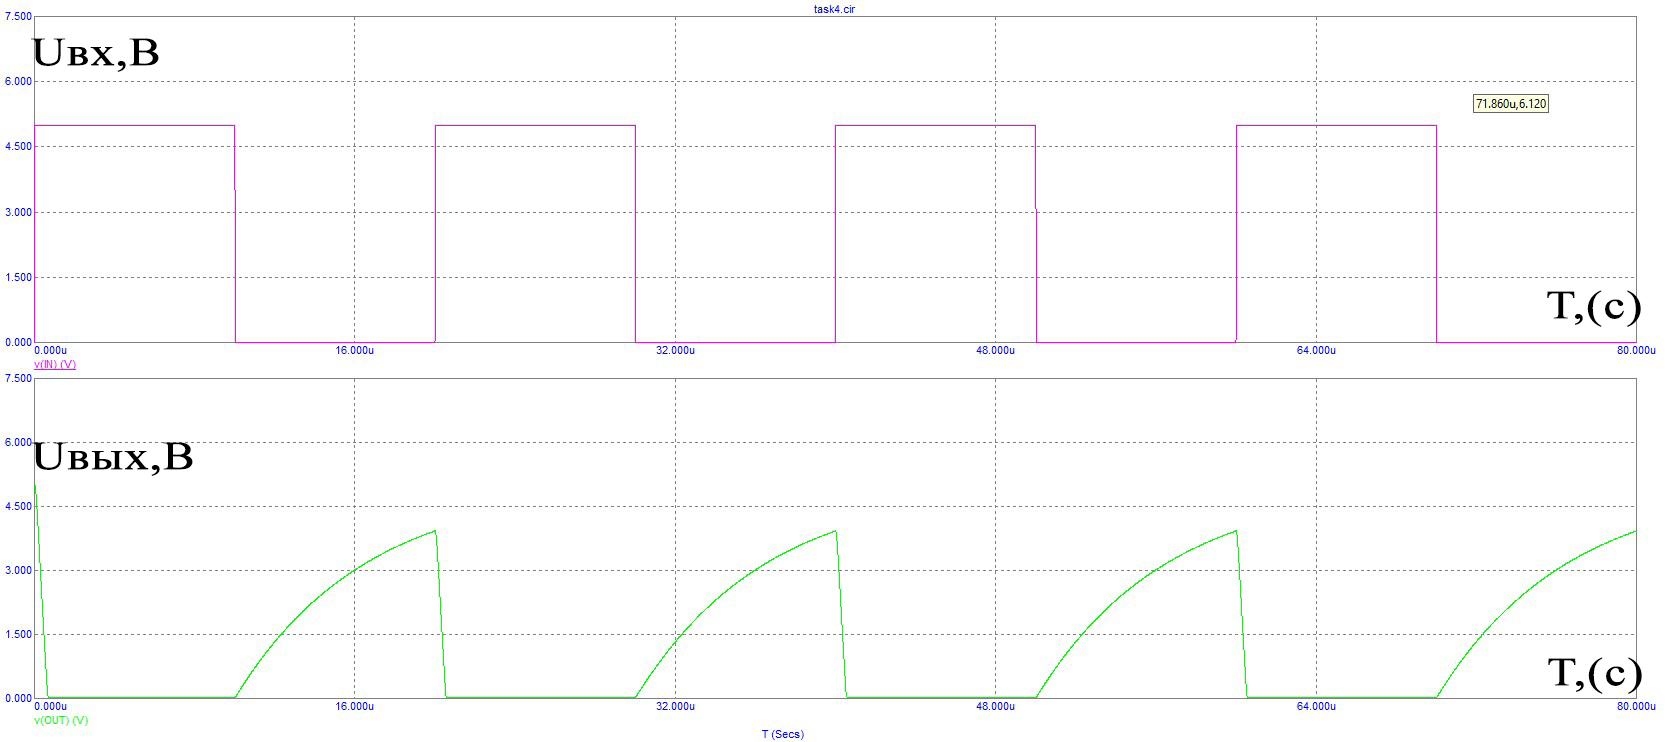 task4.cir
7.500
Uвх,В
6.000
71.860u,6.120
4.500
3.000
1.500
T,(с)
0.000
0.000u 16.000u 32.000u 48.000u 64.000u 80.000u
v(IN) (V)
7.500
6.000
Uвых,В
4.500
3.000
1.500
T,(с)
0.000
0.000u 16.000u 32.000u 48.000u 64.000u 80.000u
v(OUT) (V)
T (Secs)